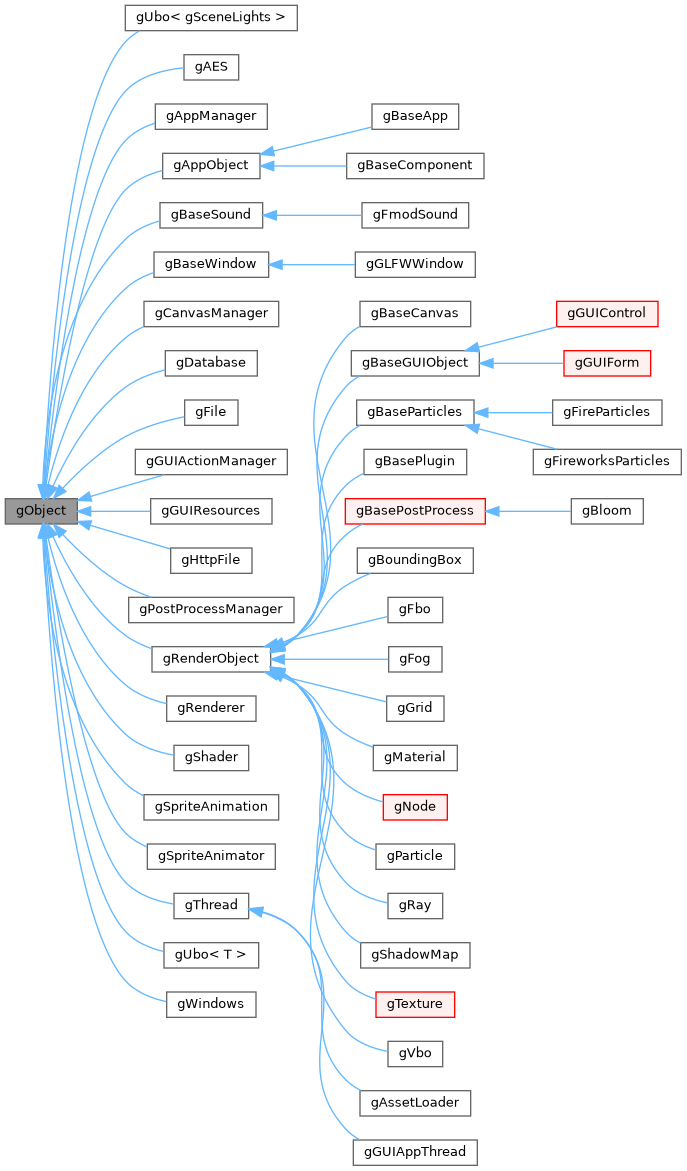 gUbo< gSceneLights >
gAES
gAppManager
gBaseApp
gAppObject
gBaseComponent
gBaseSound
gFmodSound
gBaseWindow
gGLFWWindow
gCanvasManager
gBaseCanvas
gGUIControl
gDatabase
gBaseGUIObject
gGUIForm
gFile
gBaseParticles
gFireParticles
gGUIActionManager
gBasePlugin
gFireworksParticles
gObject
gGUIResources
gBasePostProcess
gBloom
gHttpFile
gBoundingBox
gPostProcessManager
gFbo
gRenderObject
gFog
gRenderer
gGrid
gShader
gMaterial
gSpriteAnimation
gNode
gSpriteAnimator
gParticle
gThread
gRay
gUbo< T >
gShadowMap
gWindows
gTexture
gVbo
gAssetLoader
gGUIAppThread